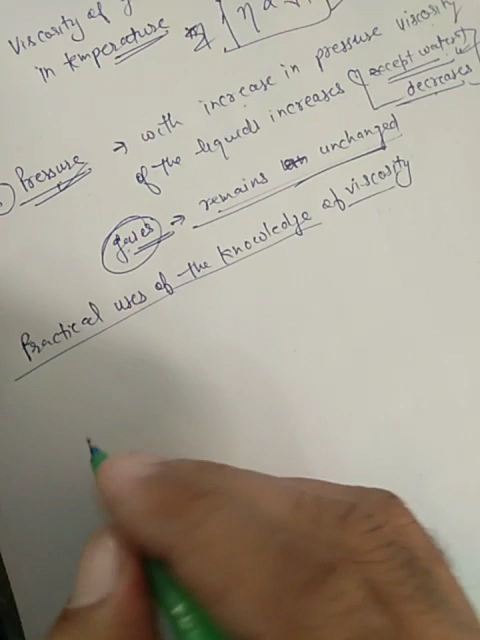 Viscosity of
in temperature
[η α √
Pressure → with increase in pressure viscosity
of the liquids increases [except water
decreases]
gases → remains unchanged
Practical uses of the knowledge of viscosity